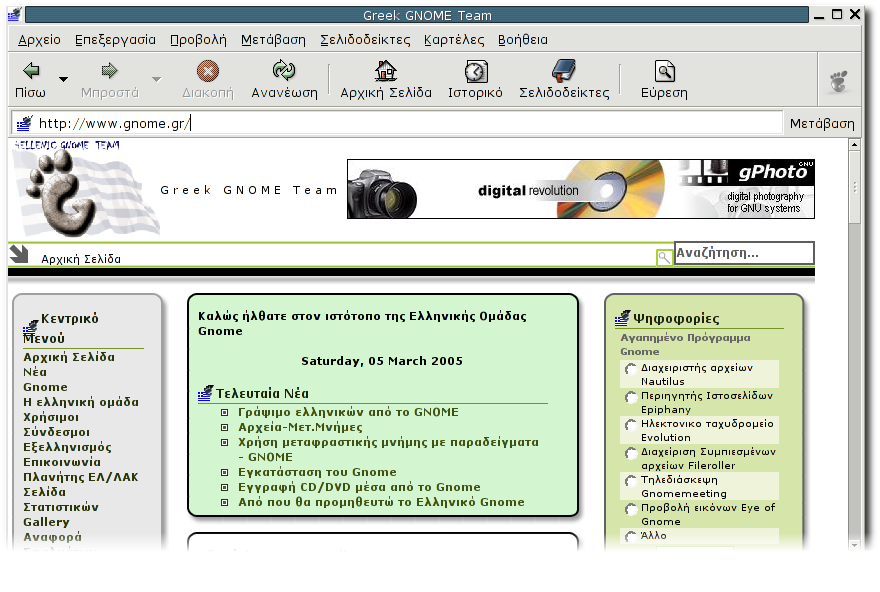 Greek GNOME Team
Αρχείο Επεξεργασία Προβολή Μετάβαση Σελιδοδείκτες Καρτέλες Βοήθεια
Πίσω Μπροστά Διακοπή Ανανέωση Αρχική Σελίδα Ιστορικό Σελιδοδείκτες Εύρεση
http://www.gnome.gr/ Μετάβαση
HELLENIC GNOME TEAM
Greek GNOME Team
digital revolution
GNU
gPhoto
digital photography
for GNU systems
Αρχική Σελίδα
Αναζήτηση...
Κεντρικό
Μενού
Αρχική Σελίδα
Νέα
Gnome
Η ελληνική ομάδα
Χρήσιμοι
Σύνδεσμοι
Εξελληνισμός
Επικοινωνία
Πλανήτης ΕΛ/ΛΑΚ
Σελίδα
Στατιστικών
Gallery
Αναφορά
Καλώς ήλθατε στον ιστότοπο της Ελληνικής Ομάδας
Gnome
Saturday, 05 March 2005
Τελευταία Νέα
Γράψιμο ελληνικών από το GNOME
Αρχεία-Μετ.Μνήμες
Χρήση μεταφραστικής μνήμης με παραδείγματα
- GNOME
Εγκατάσταση του Gnome
Εγγραφή CD/DVD μέσα από το Gnome
Από που θα προμηθευτώ το Ελληνικό Gnome
Ψηφοφορίες
Αγαπημένο Πρόγραμμα
Gnome
Διαχειριστής αρχείων
Nautilus
Περιηγητής Ιστοσελίδων
Epiphany
Ηλεκτονικο ταχυδρομείο
Evolution
Διαχείριση Συμπιεσμένων
αρχείων Fileroller
Τηλεδιάσκεψη
Gnomemeeting
Προβολή εικόνων Eye of
Gnome
Άλλο